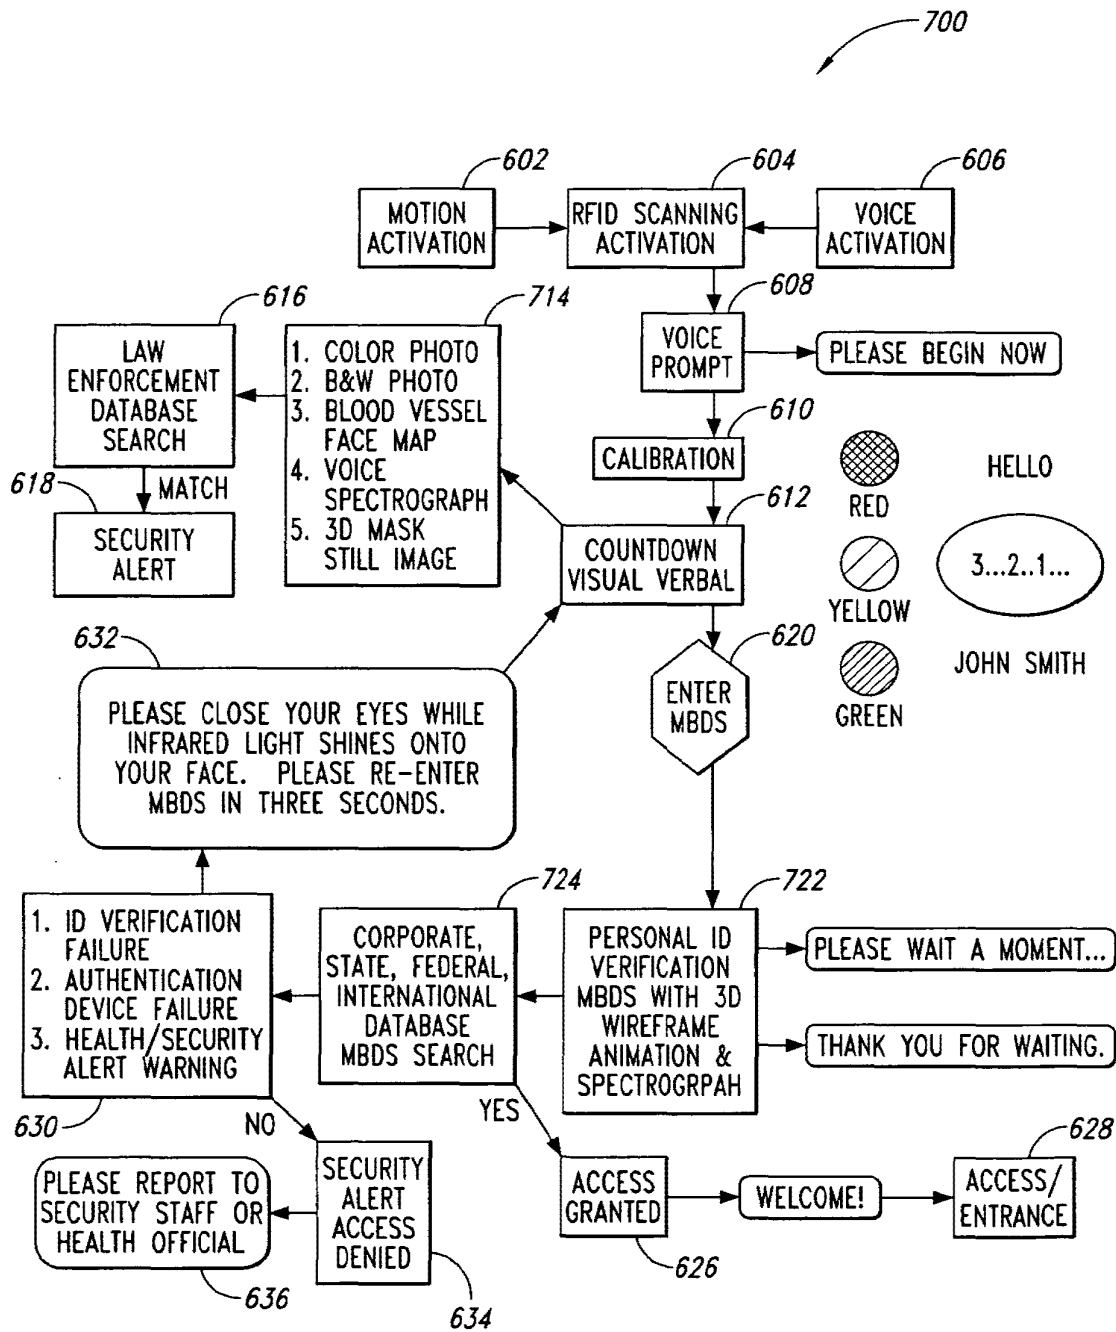 700
602
604
606
MOTION
ACTIVATION
RFID SCANNING
ACTIVATION
VOICE
ACTIVATION
616
714
608
LAW
ENFORCEMENT
DATABASE
SEARCH
1. COLOR PHOTO
2. B&W PHOTO
3. BLOOD VESSEL
FACE MAP
4. VOICE
SPECTROGRAPH
5. 3D MASK
STILL IMAGE
VOICE
PROMPT
PLEASE BEGIN NOW
610
CALIBRATION
618
MATCH
SECURITY
ALERT
612
COUNTDOWN
VISUAL VERBAL
RED
YELLOW
GREEN
HELLO
3...2..1...
JOHN SMITH
632
PLEASE CLOSE YOUR EYES WHILE
INFRARED LIGHT SHINES ONTO
YOUR FACE. PLEASE RE-ENTER
MBDS IN THREE SECONDS.
620
ENTER
MBDS
724
722
1. ID VERIFICATION
FAILURE
2. AUTHENTICATION
DEVICE FAILURE
3. HEALTH/SECURITY
ALERT WARNING
CORPORATE,
STATE, FEDERAL,
INTERNATIONAL
DATABASE
MBDS SEARCH
PERSONAL ID
VERIFICATION
MBDS WITH 3D
WIREFRAME
ANIMATION &
SPECTROGRPAH
PLEASE WAIT A MOMENT...
THANK YOU FOR WAITING.
630
NO
YES
628
PLEASE REPORT TO
SECURITY STAFF OR
HEALTH OFFICIAL
SECURITY
ALERT
ACCESS
DENIED
ACCESS
GRANTED
WELCOME!
ACCESS/
ENTRANCE
636
634
626